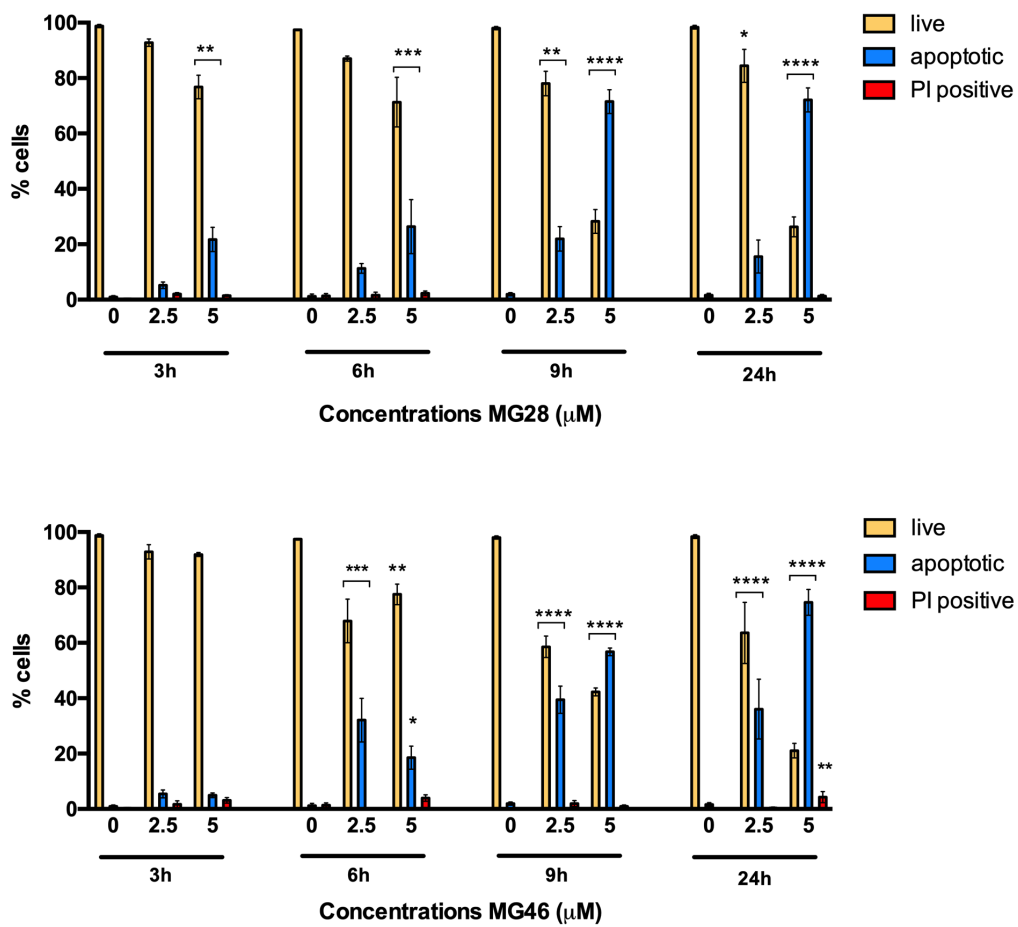 100
80
60
40
20
0
% cells
** *** ** **** * ****
live
apoptotic
PI positive
0 2.5 5 0 2.5 5 0 2.5 5 0 2.5 5
3h 6h 9h 24h
Concentrations MG28 (μM)
100
80
60
40
20
0
% cells
*** ** * **** **** **** **** **
live
apoptotic
PI positive
0 2.5 5 0 2.5 5 0 2.5 5 0 2.5 5
3h 6h 9h 24h
Concentrations MG46 (μM)